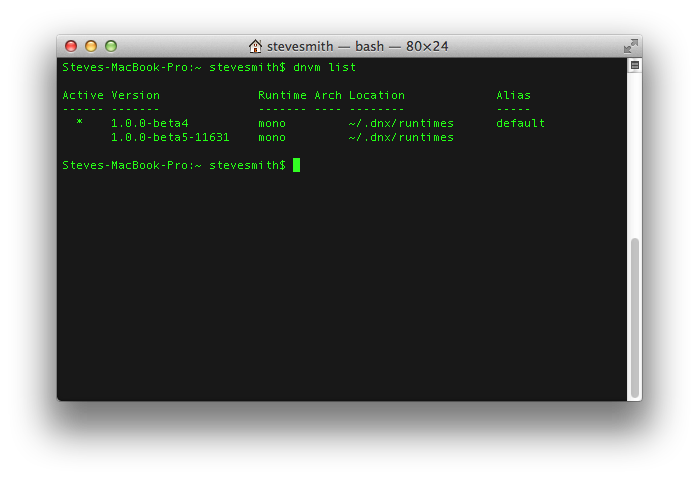 stevesmith — bash — 80×24
Steves-MacBook-Pro:~ stevesmith$ dnvm list
Active Version              Runtime Arch Location             Alias
------ -------              ------- ---- --------             -----
  *    1.0.0-beta4          mono         ~/.dnx/runtimes      default
       1.0.0-beta5-11631    mono         ~/.dnx/runtimes
Steves-MacBook-Pro:~ stevesmith$